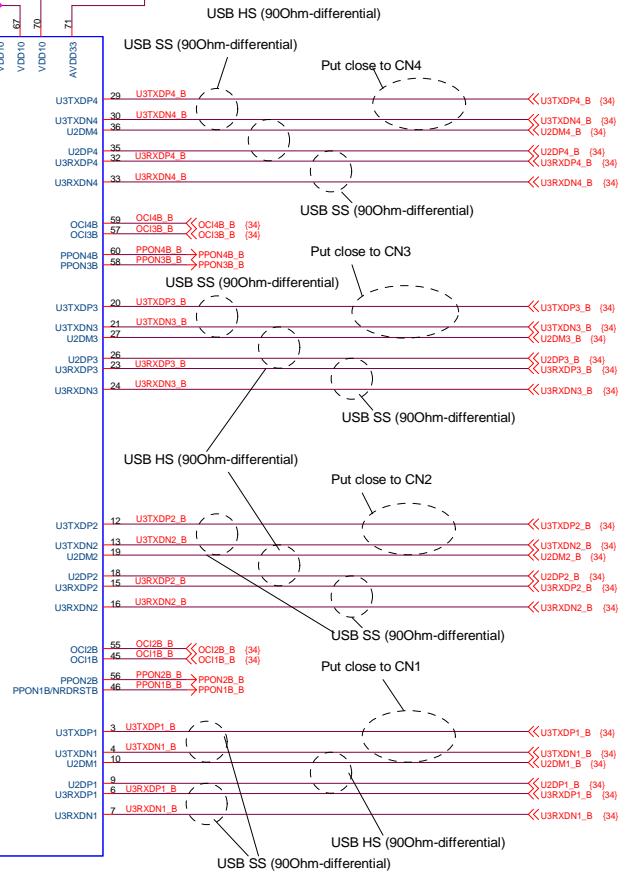 USB HS (90Ohm-differential)
67
70
71
VDD10
VDD10
VDD10
AVDD33
USB SS (90Ohm-differential)
Put close to CN4
U3TXDP4 29 U3TXDP4_B U3TXDP4_B {34}
U3TXDN4 30 U3TXDN4_B U3TXDN4_B {34}
U2DM4 36 U2DM4_B {34}
U2DP4 35 U2DP4_B {34}
U3RXDP4 32 U3RXDP4_B U3RXDP4_B {34}
U3RXDN4 33 U3RXDN4_B U3RXDN4_B {34}
USB SS (90Ohm-differential)
OCI4B 59 OCI4B_B OCI4B_B {34}
OCI3B 57 OCI3B_B OCI3B_B {34}
PPON4B 60 PPON4B_B PPON4B_B
PPON3B 58 PPON3B_B PPON3B_B
Put close to CN3
USB SS (90Ohm-differential)
U3TXDP3 20 U3TXDP3_B U3TXDP3_B {34}
U3TXDN3 21 U3TXDN3_B U3TXDN3_B {34}
U2DM3 27 U2DM3_B {34}
U2DP3 26 U2DP3_B {34}
U3RXDP3 23 U3RXDP3_B U3RXDP3_B {34}
U3RXDN3 24 U3RXDN3_B U3RXDN3_B {34}
USB SS (90Ohm-differential)
USB HS (90Ohm-differential)
Put close to CN2
U3TXDP2 12 U3TXDP2_B U3TXDP2_B {34}
U3TXDN2 13 U3TXDN2_B U3TXDN2_B {34}
U2DM2 19 U2DM2_B {34}
U2DP2 18 U2DP2_B {34}
U3RXDP2 15 U3RXDP2_B U3RXDP2_B {34}
U3RXDN2 16 U3RXDN2_B U3RXDN2_B {34}
USB SS (90Ohm-differential)
OCI2B 55 OCI2B_B OCI2B_B {34}
OCI1B 45 OCI1B_B OCI1B_B {34}
PPON2B 56 PPON2B_B PPON2B_B
PPON1B/NRDRSTB 46 PPON1B_B PPON1B_B
Put close to CN1
U3TXDP1 3 U3TXDP1_B U3TXDP1_B {34}
U3TXDN1 4 U3TXDN1_B U3TXDN1_B {34}
U2DM1 10 U2DM1_B {34}
U2DP1 9 U2DP1_B {34}
U3RXDP1 6 U3RXDP1_B U3RXDP1_B {34}
U3RXDN1 7 U3RXDN1_B U3RXDN1_B {34}
USB HS (90Ohm-differential)
USB SS (90Ohm-differential)